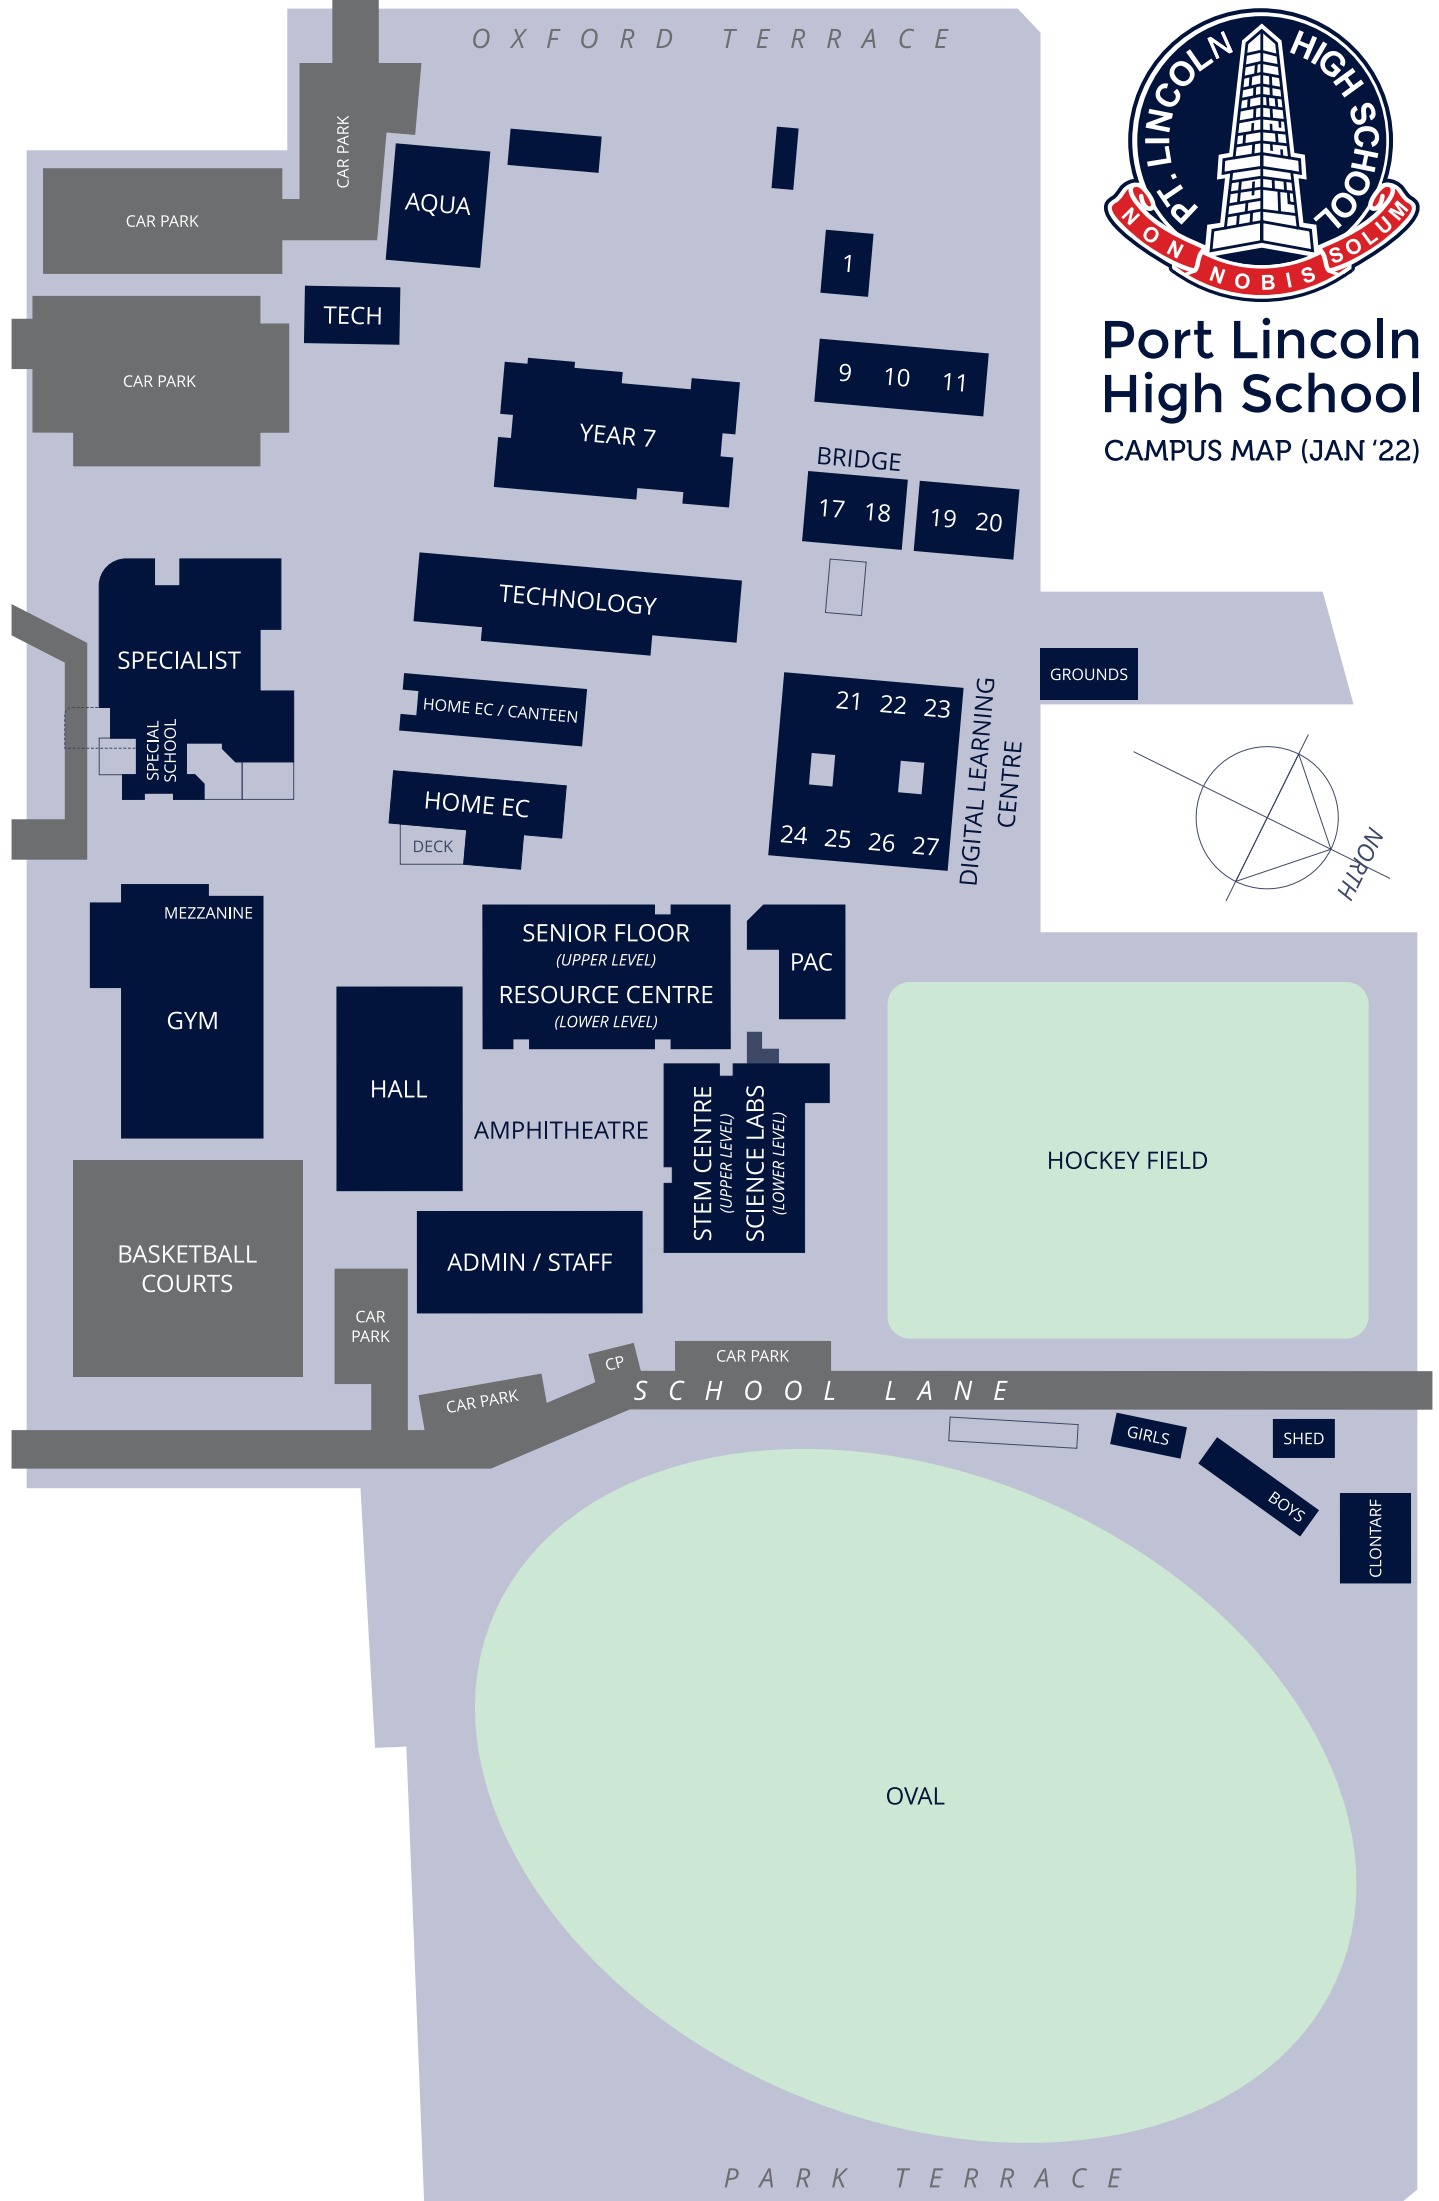 OXFORD TERRACE
PT. LINCOLN HIGH SCHOOL
NON NOBIS SOLUM
Port Lincoln
High School
CAMPUS MAP (JAN ‘22)
CAR PARK
CAR PARK
AQUA
TECH
CAR PARK
1
9 10 11
YEAR 7
BRIDGE
17 18
19 20
TECHNOLOGY
SPECIALIST
SPECIAL
SCHOOL
HOME EC / CANTEEN
HOME EC
DECK
21 22 23
24 25 26 27
DIGITAL LEARNING
CENTRE
GROUNDS
NORTH
MEZZANINE
GYM
SENIOR FLOOR
(UPPER LEVEL)
RESOURCE CENTRE
(LOWER LEVEL)
PAC
HALL
AMPHITHEATRE
STEM CENTRE
(UPPER LEVEL)
SCIENCE LABS
(LOWER LEVEL)
HOCKEY FIELD
BASKETBALL
COURTS
ADMIN / STAFF
CAR
PARK
CAR PARK
CP
CAR PARK
SCHOOL LANE
GIRLS
SHED
BOYS
CLONTARF
OVAL
PARK TERRACE